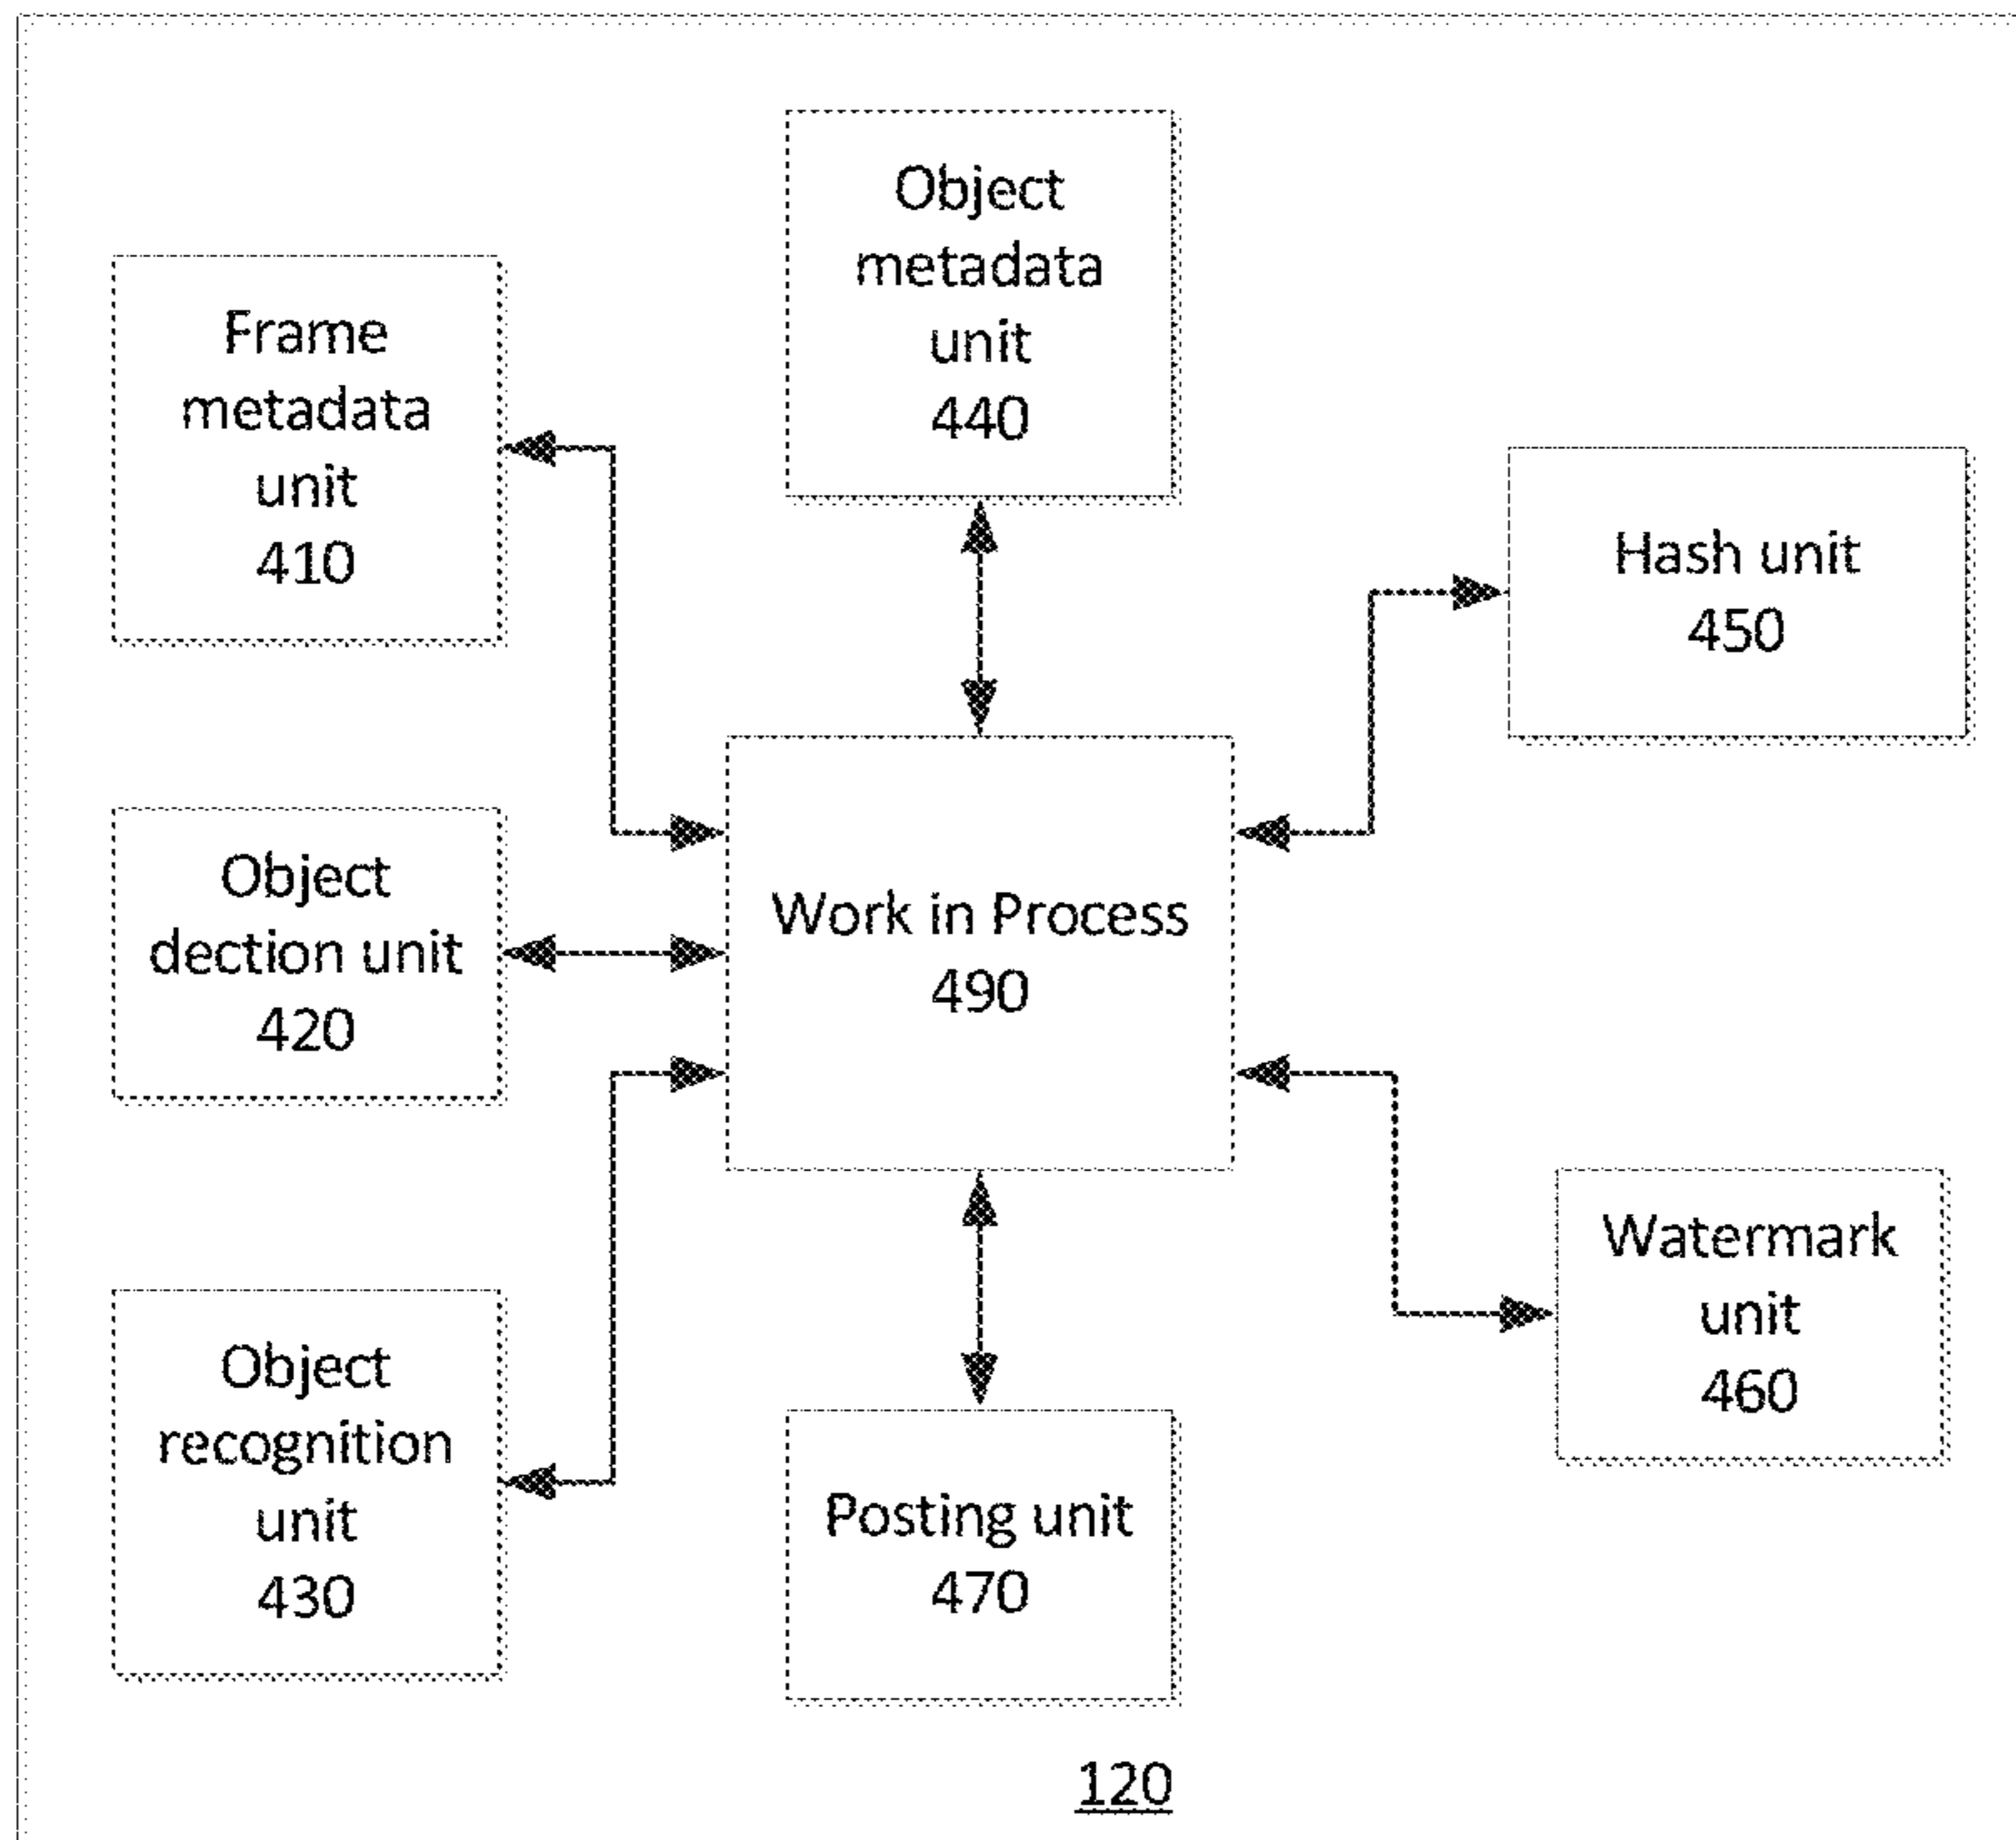 Object
metadata
unit
440
Frame
metadata
unit
410
Hash unit
450
Object
dection unit
420
Work in Process
490
Watermark
unit
460
Object
recognition
unit
430
Posting unit
470
120